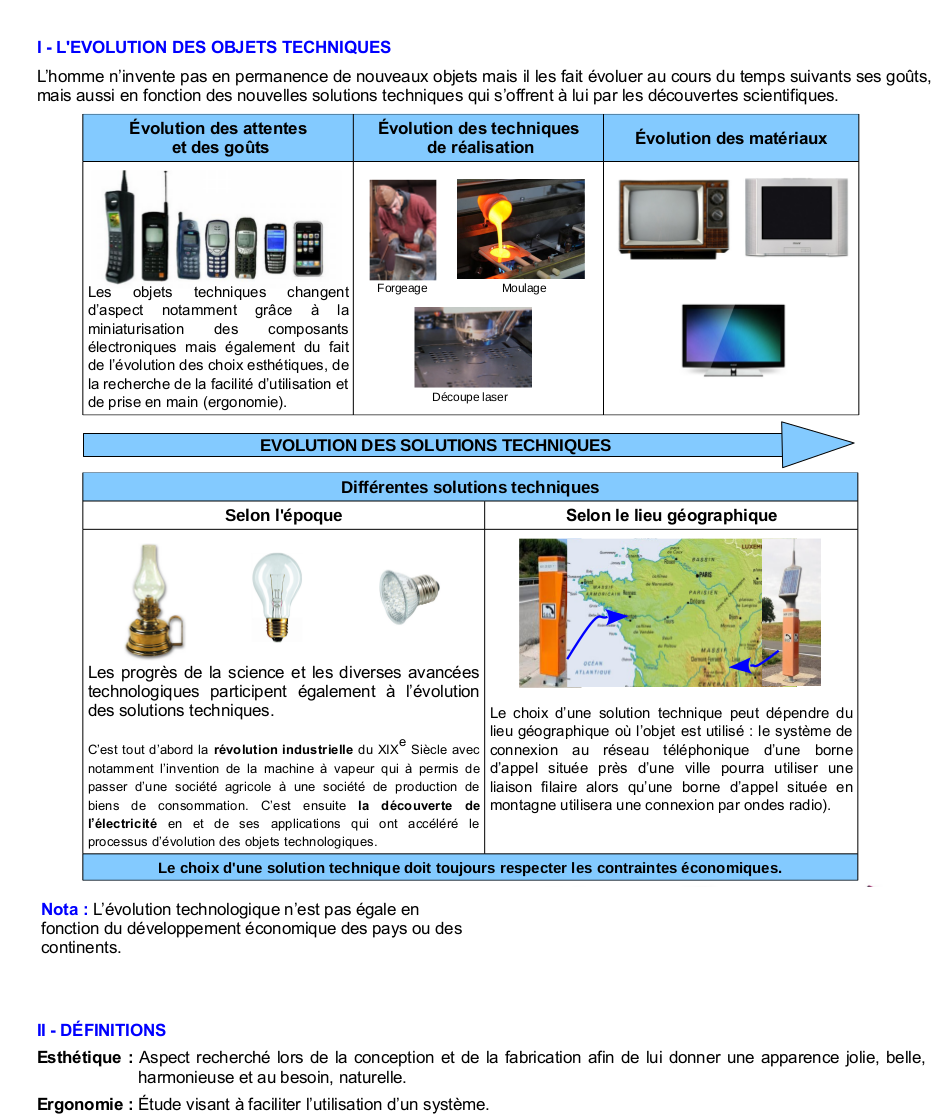 I - L'EVOLUTION DES OBJETS TECHNIQUES
L’homme n’invente pas en permanence de nouveaux objets mais il les fait évoluer au cours du temps suivants ses goûts,
mais aussi en fonction des nouvelles solutions techniques qui s’offrent à lui par les découvertes scientifiques.
Évolution des attentes
et des goûts
Évolution des techniques
de réalisation
Évolution des matériaux
Les objets techniques changent
d’aspect notamment grâce à la
miniaturisation des composants
électroniques mais également du fait
de l’évolution des choix esthétiques, de
la recherche de la facilité d’utilisation et
de prise en main (ergonomie).
Forgeage
Moulage
Découpe laser
EVOLUTION DES SOLUTIONS TECHNIQUES
Différentes solutions techniques
Selon l'époque
Selon le lieu géographique
Les progrès de la science et les diverses avancées
technologiques participent également à l’évolution
des solutions techniques.
C’est tout d’abord la révolution industrielle du XIXe Siècle avec
notamment l’invention de la machine à vapeur qui à permis de
passer d’une société agricole à une société de production de
biens de consommation. C’est ensuite la découverte de
l’électricité en et de ses applications qui ont accéléré le
processus d’évolution des objets technologiques.
LUXEM
BASSIN
PARIS
PARISIEN
MASSIF
ARMORICAIN
Orléans
OCÉAN
ATLANTIQUE
MASSIF
CENTRAL
Le choix d’une solution technique peut dépendre du
lieu géographique où l’objet est utilisé : le système de
connexion au réseau téléphonique d’une borne
d’appel située près d’une ville pourra utiliser une
liaison filaire alors qu’une borne d’appel située en
montagne utilisera une connexion par ondes radio).
Le choix d'une solution technique doit toujours respecter les contraintes économiques.
Nota : L’évolution technologique n’est pas égale en
fonction du développement économique des pays ou des
continents.
II - DÉFINITIONS
Esthétique : Aspect recherché lors de la conception et de la fabrication afin de lui donner une apparence jolie, belle,
harmonieuse et au besoin, naturelle.
Ergonomie : Étude visant à faciliter l’utilisation d’un système.